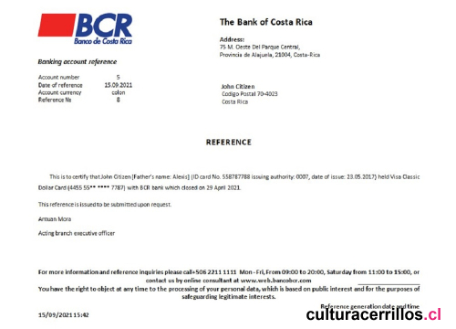 BCR
Banco de Costa Rica
The Bank of Costa Rica
Address:
75 M. Oeste Del Parque Central,
Provincia de Alajuela, 21004, Costa-Rica
Banking account reference
Account number 5
Date of reference 15.09.2021
Account currency colon
Reference No 8
John Citizen
Codigo Postal 70-4023
Costa Rica
REFERENCE
This is to certify that John Citizen [Father's name: Alexis] (ID card No. 558787788 issuing authority: 0007, date of issue: 23.05.2017) held Visa Classic
Dollar Card (4455 55** **** 7787) with BCR bank which closed on 29 April 2021.
This reference is issued to be submitted upon request.
Antuan Mora
Acting branch executive officer
For more information and reference inquiries please call +506 2211 1111 Mon - Fri, From 09:00 to 20:00, Saturday from 11:00 to 15:00, or
contact us by online consultant at www.web.bancobcr.com
You have the right to object at any time to the processing of your personal data, which is based on public interest and for the purposes of
safeguarding legitimate interests.
Reference generation date and time
15/09/2021 15:42
culturacerrillos.cl